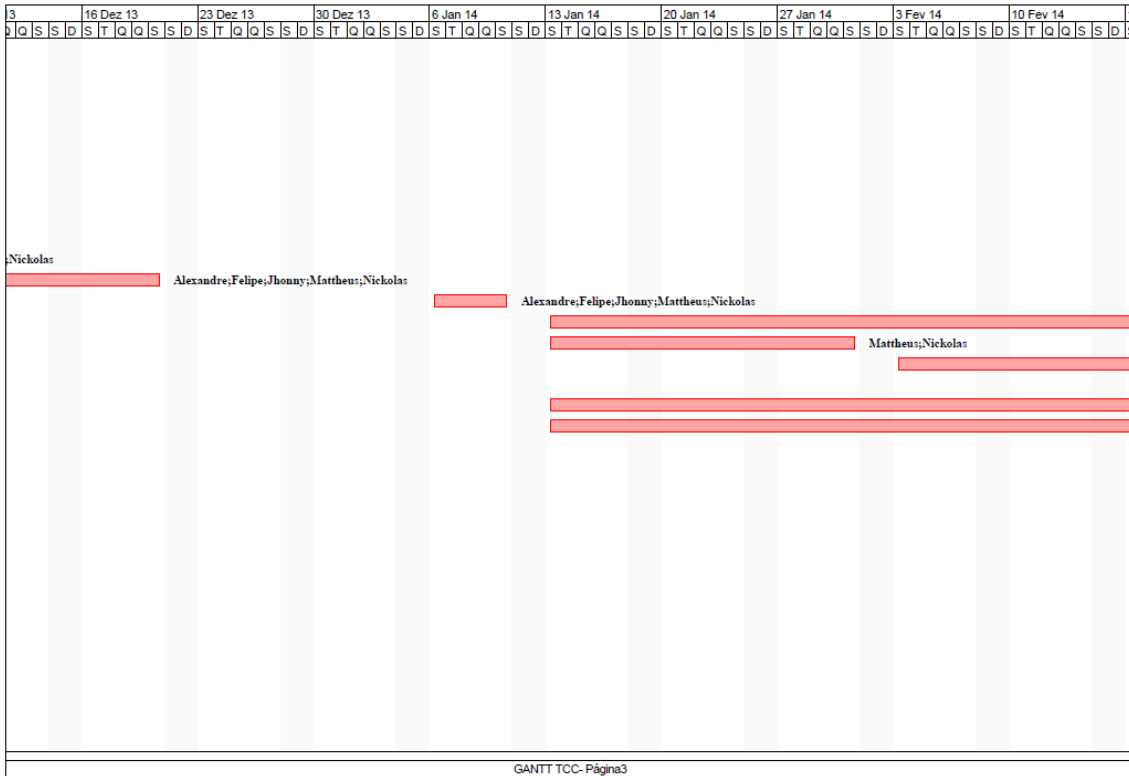 13 16 Dez 13 23 Dez 13 30 Dez 13 6 Jan 14 13 Jan 14 20 Jan 14 27 Jan 14 3 Fev 14 10 Fev 14
Q Q S S D S T Q Q S S D S T Q Q S S D S T Q Q S S D S T Q Q S S D S T Q Q S S D S T Q Q S S D S T Q Q S S D S T Q Q S S D S T Q Q S S D
;Nickolas
Alexandre;Felipe;Jhonny;Mattheus;Nickolas
Alexandre;Felipe;Jhonny;Mattheus;Nickolas
Mattheus;Nickolas
GANTT TCC- Página3